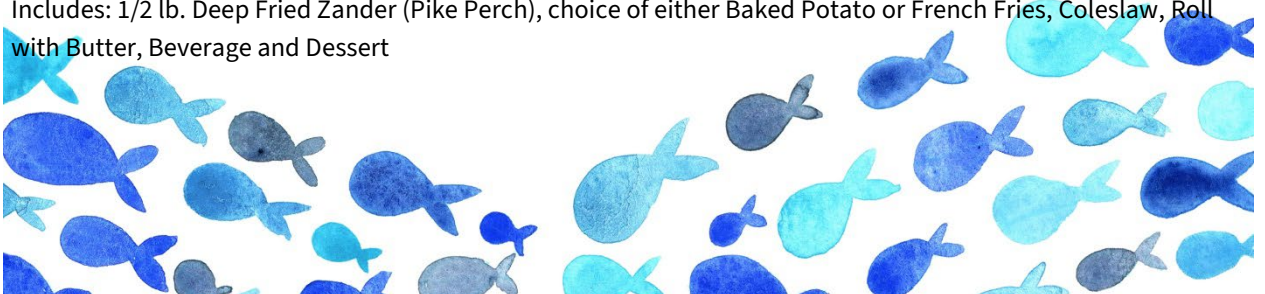 Includes: 1/2 lb. Deep Fried Zander (Pike Perch), choice of either Baked Potato or French Fries, Coleslaw, Roll
with Butter, Beverage and Dessert